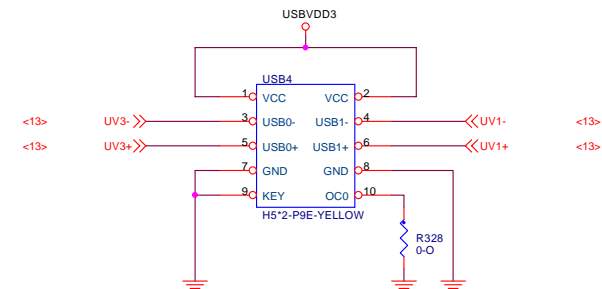 USBVDD3
USB4
1 VCC VCC 2
<13> UV3- 3 USB0- USB1- 4 UV1- <13>
<13> UV3+ 5 USB0+ USB1+ 6 UV1+ <13>
7 GND GND 8
9 KEY OC0 10
H5*2-P9E-YELLOW
R328
0-O